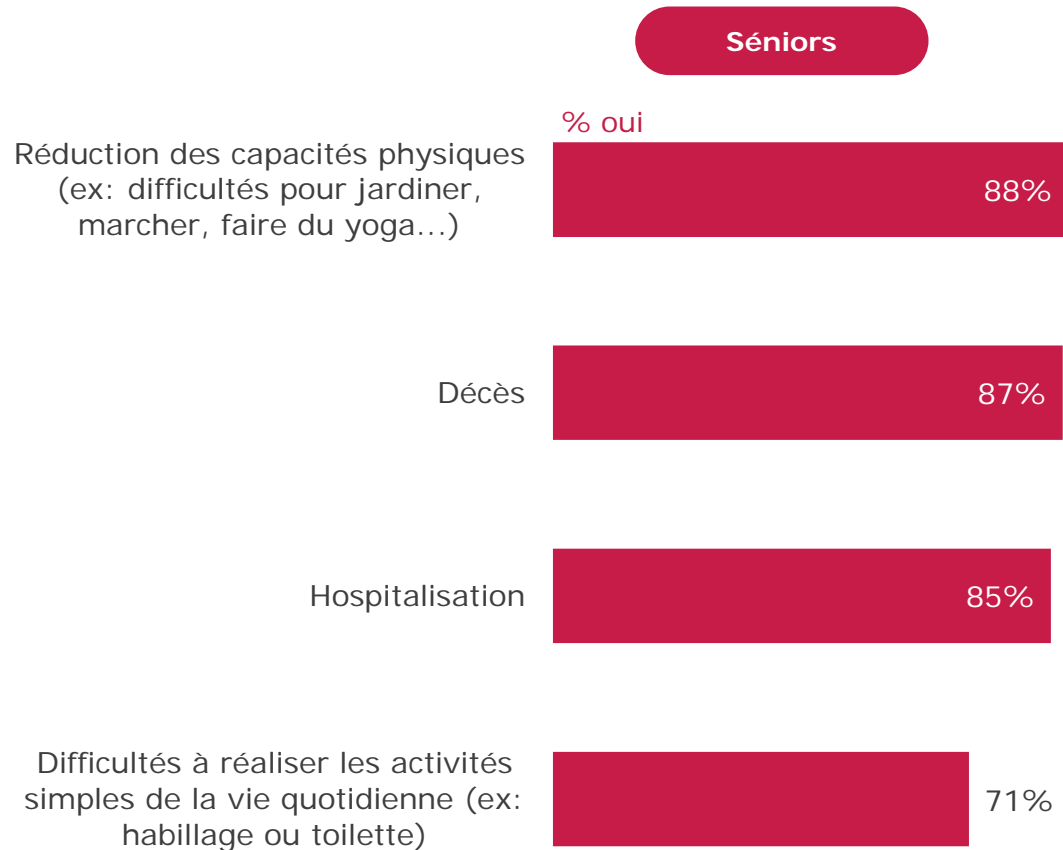 Séniors
% oui
Réduction des capacités physiques
(ex: difficultés pour jardiner,
marcher, faire du yoga...)
88%
Décès
87%
Hospitalisation
85%
Difficultés à réaliser les activités
simples de la vie quotidienne (ex:
habillage ou toilette)
71%